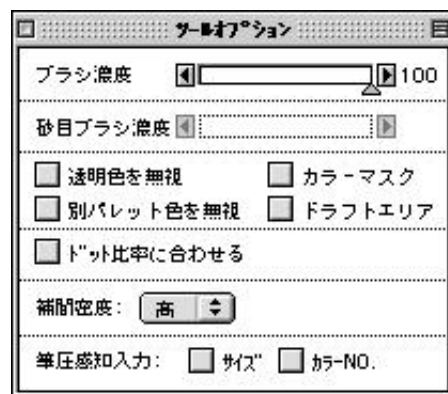 ツールオプション
ブラシ濃度 100
砂目ブラシ濃度
透明色を無視 カラーマスク
別パレット色を無視 ドラフトエリア
ドット比率に合わせる
補間密度： 高
筆圧感知入力： サイズ カラーNO.